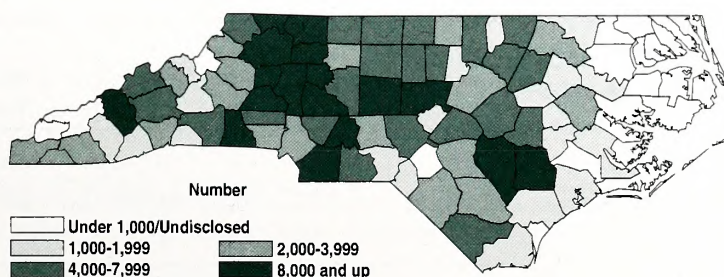 Number
Under 1,000/Undisclosed
1,000-1,999 2,000-3,999
4,000-7,999 8,000 and up